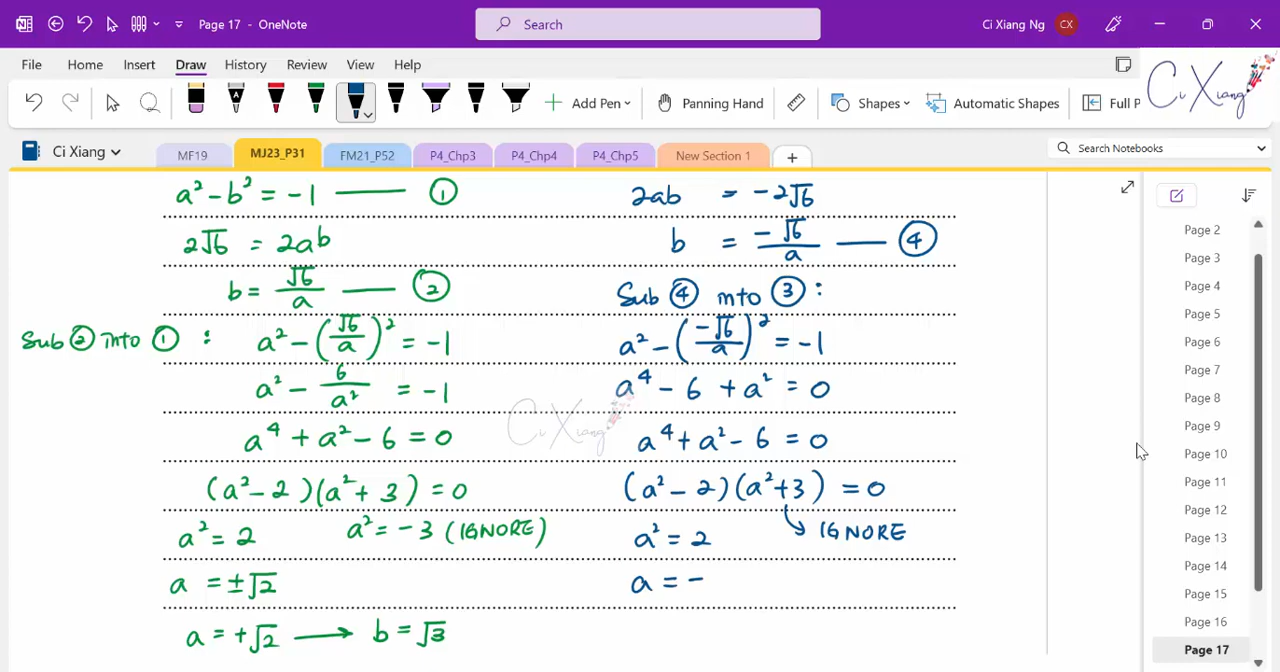 Page 17 - OneNote
Search
Ci Xiang Ng CX
File Home Insert Draw History Review View Help
Add Pen
Panning Hand
Shapes
Automatic Shapes
Full P
Ci Xiang
Ci Xiang
MF19
MJ23_P31
FM21_P52
P4_Chp3
P4_Chp4
P4_Chp5
New Section 1
Search Notebooks
a² - b² = -1 —— ①
2√6 = 2ab
b = √6/a —— ②
Sub ② into ① : a² - (√6/a)² = -1
a² - 6/a² = -1
a⁴ + a² - 6 = 0
(a² - 2)(a² + 3) = 0
a² = 2 a² = -3 (IGNORE)
a = ±√2
a = +√2 ⟶ b = √3
2ab = -2√6
b = -√6/a —— ④
Sub ④ into ③ :
a² - (-√6/a)² = -1
a⁴ - 6 + a² = 0
a⁴ + a² - 6 = 0
(a² - 2)(a² + 3) = 0
IGNORE
a² = 2
a = -
Ci Xiang
Page 2
Page 3
Page 4
Page 5
Page 6
Page 7
Page 8
Page 9
Page 10
Page 11
Page 12
Page 13
Page 14
Page 15
Page 16
Page 17